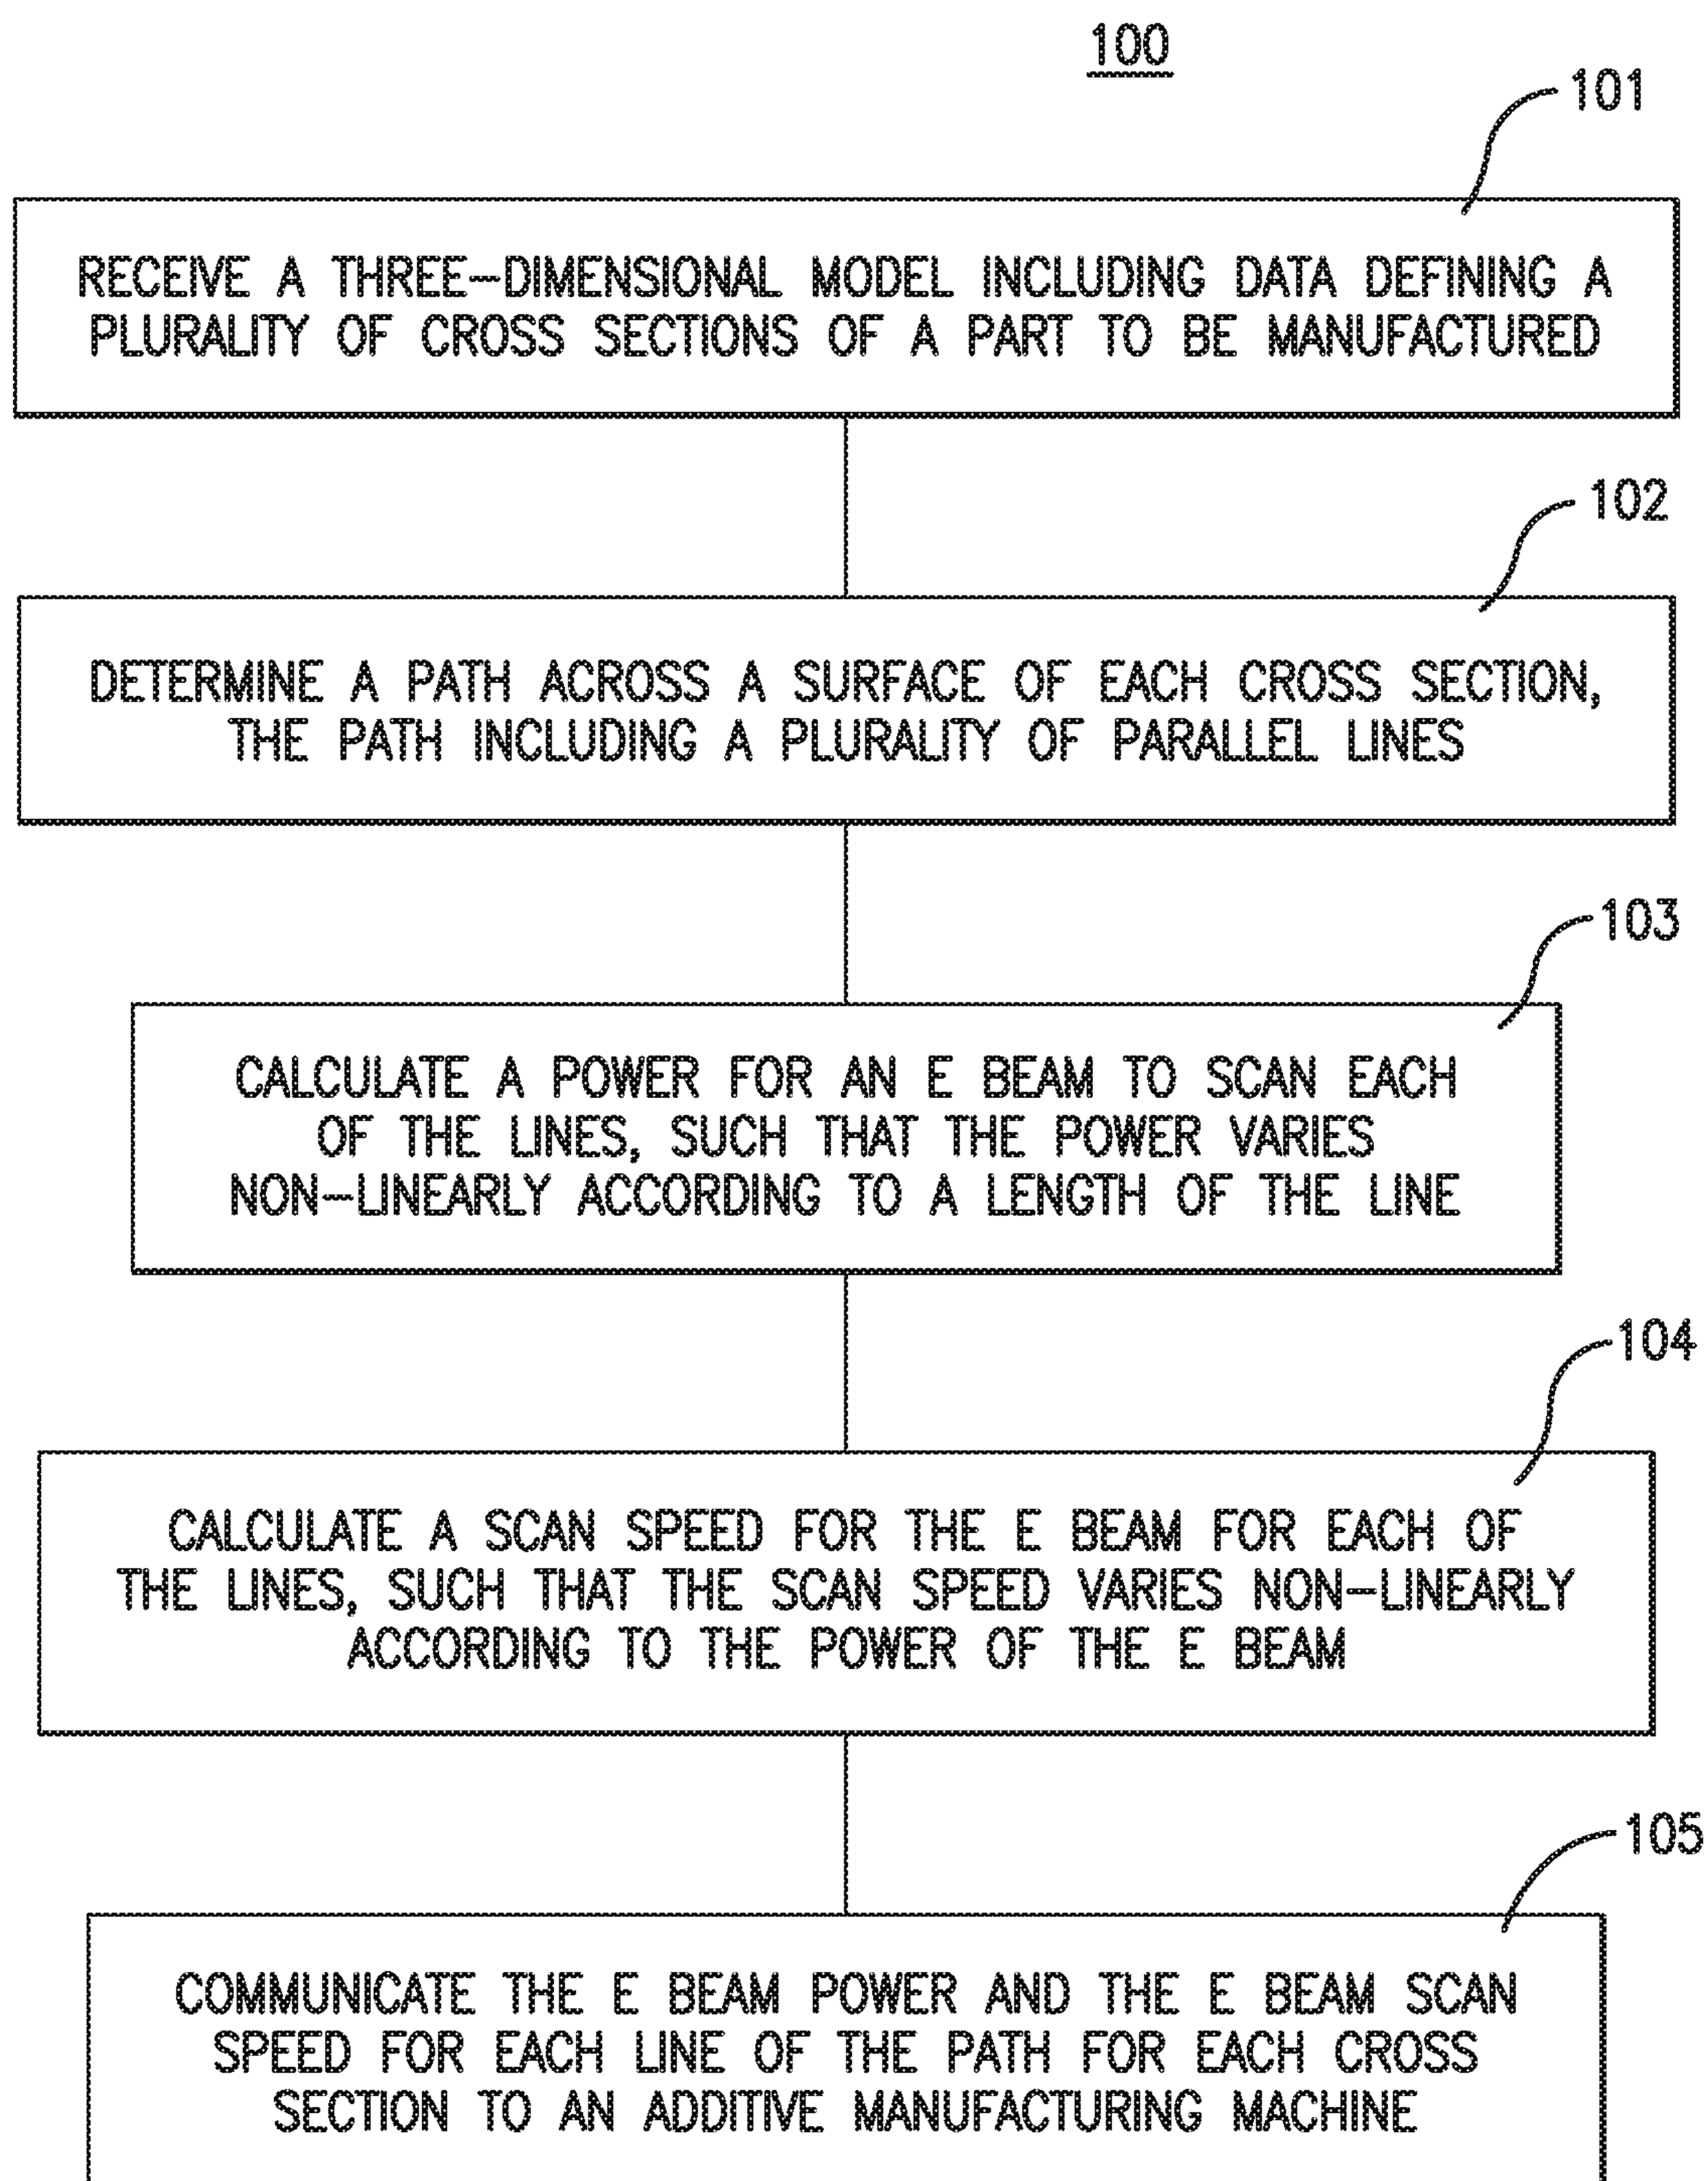 100
101
RECEIVE A THREE-DIMENSIONAL MODEL INCLUDING DATA DEFINING A
PLURALITY OF CROSS SECTIONS OF A PART TO BE MANUFACTURED
102
DETERMINE A PATH ACROSS A SURFACE OF EACH CROSS SECTION,
THE PATH INCLUDING A PLURALITY OF PARALLEL LINES
103
CALCULATE A POWER FOR AN E BEAM TO SCAN EACH
OF THE LINES, SUCH THAT THE POWER VARIES
NON-LINEARLY ACCORDING TO A LENGTH OF THE LINE
104
CALCULATE A SCAN SPEED FOR THE E BEAM FOR EACH OF
THE LINES, SUCH THAT THE SCAN SPEED VARIES NON-LINEARLY
ACCORDING TO THE POWER OF THE E BEAM
105
COMMUNICATE THE E BEAM POWER AND THE E BEAM SCAN
SPEED FOR EACH LINE OF THE PATH FOR EACH CROSS
SECTION TO AN ADDITIVE MANUFACTURING MACHINE